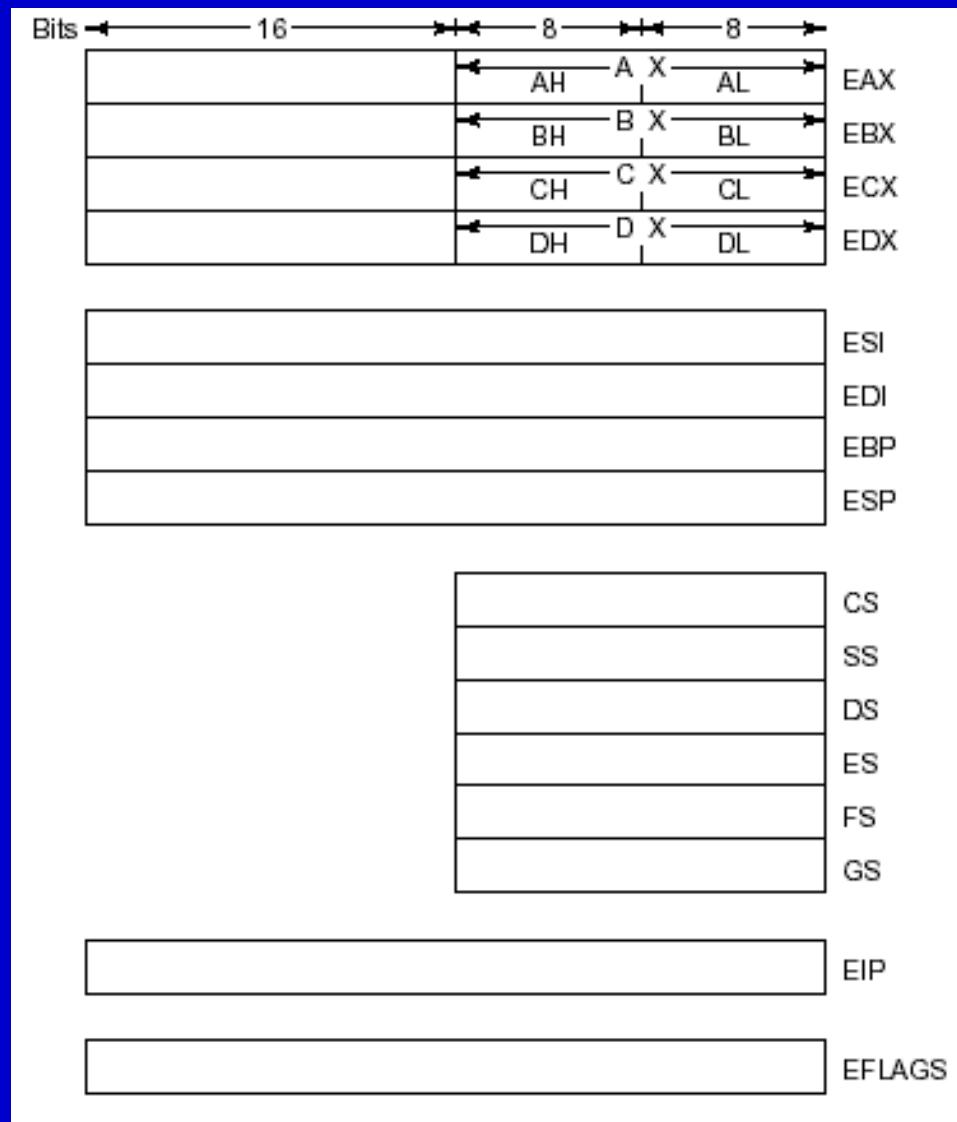 Bits 16 8 8
A X
AH AL EAX
B X
BH BL EBX
C X
CH CL ECX
D X
DH DL EDX
ESI
EDI
EBP
ESP
CS
SS
DS
ES
FS
GS
EIP
EFLAGS